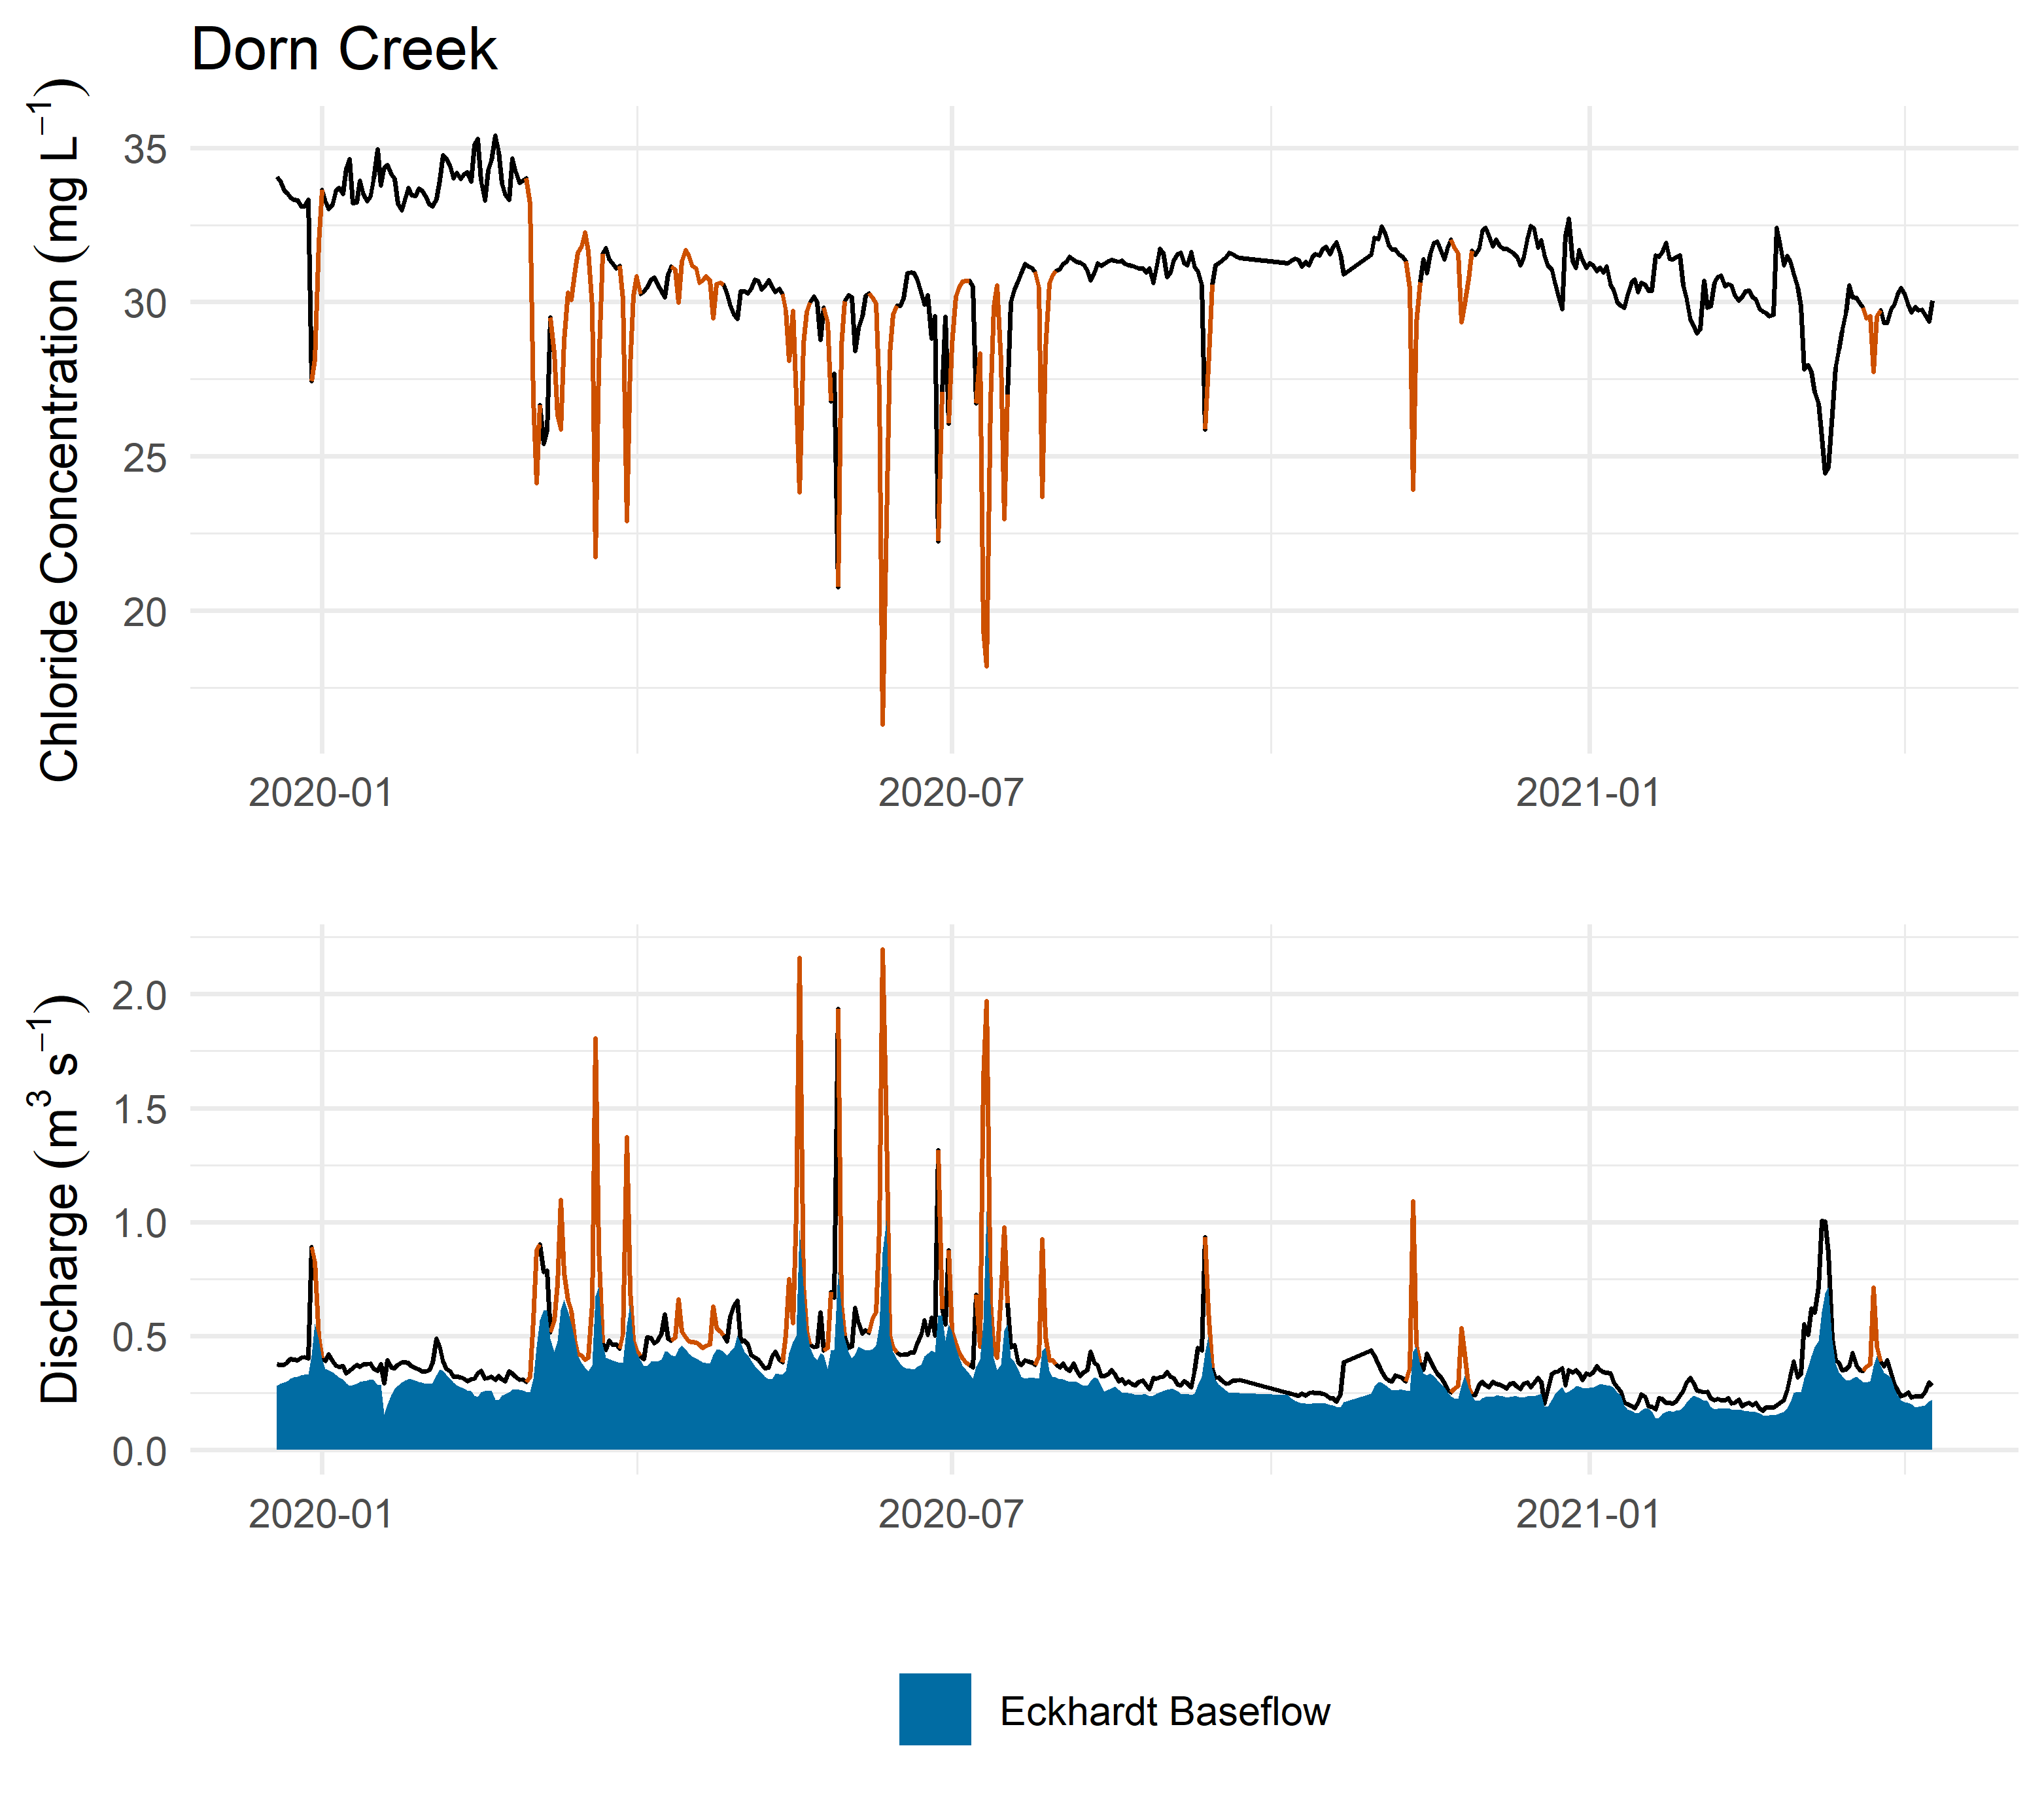 Dorn Creek
Chloride Concentration (mg L⁻¹)
35
30
25
20
2020-01 2020-07 2021-01
Discharge (m³ s⁻¹)
2.0
1.5
1.0
0.5
0.0
2020-01 2020-07 2021-01
Eckhardt Baseflow